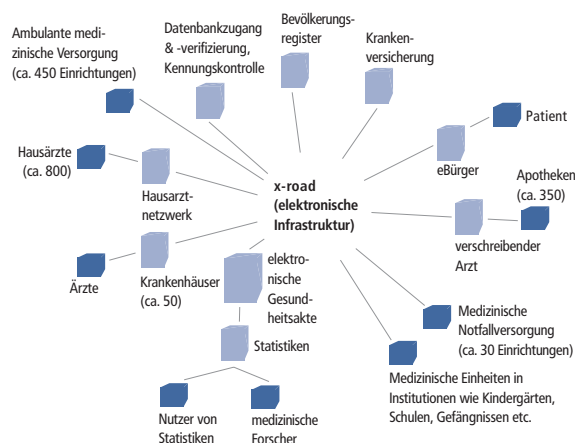 Ambulante medi-
zinische Versorgung
(ca. 450 Einrichtungen)
Datenbankzugang
& -verifizierung,
Kennungskontrolle
Bevölkerungs-
register
Kranken-
versicherung
Patient
eBürger
Hausärzte
(ca. 800)
Hausarzt-
netzwerk
x-road
(elektronische
Infrastruktur)
Apotheken
(ca. 350)
verschreibender
Arzt
Ärzte
Krankenhäuser
(ca. 50)
elektro-
nische
Gesund-
heitsakte
Statistiken
Medizinische
Notfallversorgung
(ca. 30 Einrichtungen)
Medizinische Einheiten in
Institutionen wie Kindergärten,
Schulen, Gefängnissen etc.
Nutzer von
Statistiken
medizinische
Forscher